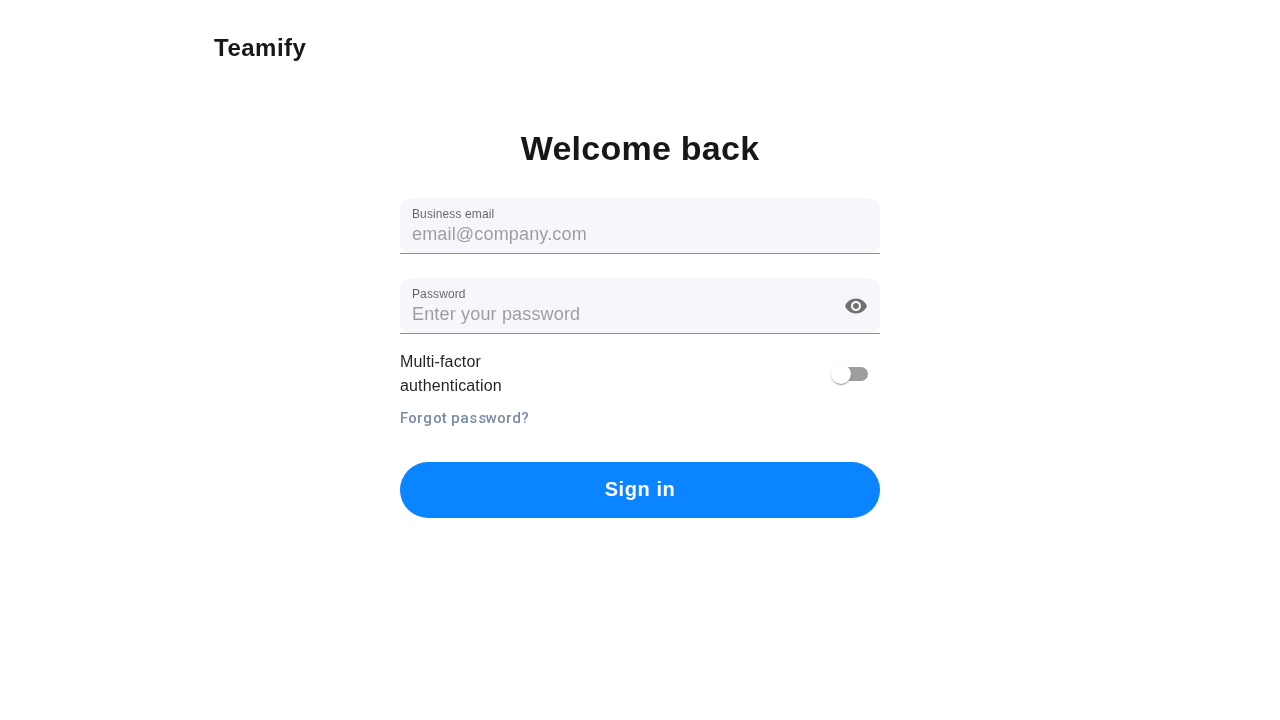 Teamify
Welcome back
Business email
email@company.com
Password
Enter your password
Multi-factor
authentication
Forgot password?
Sign in